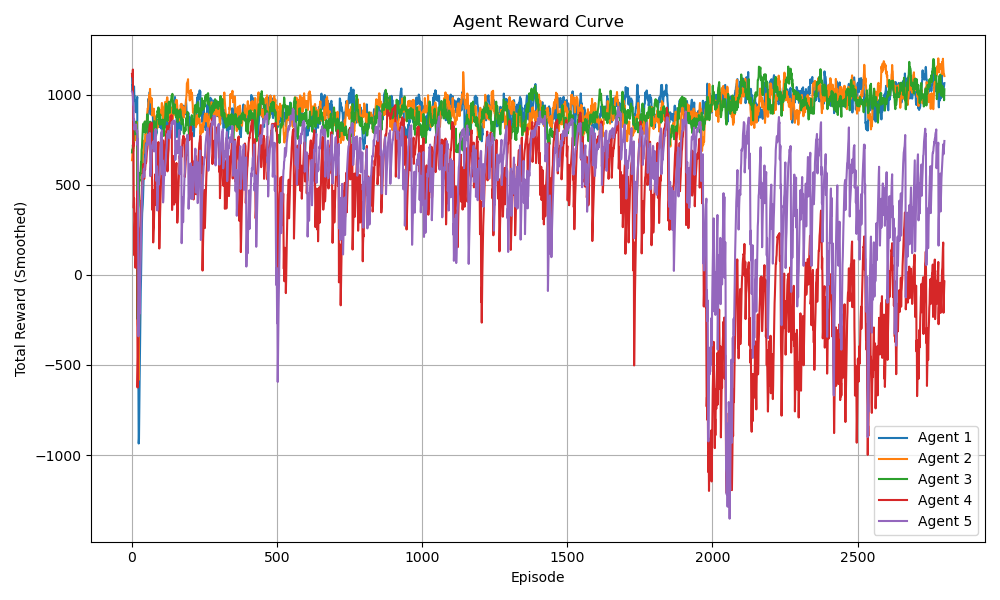 Agent Reward Curve
Total Reward (Smoothed)
1000
500
0
−500
−1000
0
500
1000
1500
2000
2500
Episode
Agent 1
Agent 2
Agent 3
Agent 4
Agent 5